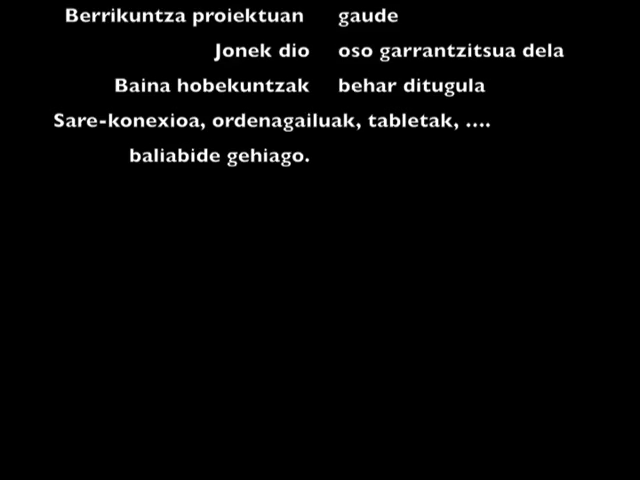 Berrikuntza proiektuan gaude
Jonek dio oso garrantzitsua dela
Baina hobekuntzak behar ditugula
Sare-konexioa, ordenagailuak, tabletak, ....
baliabide gehiago.